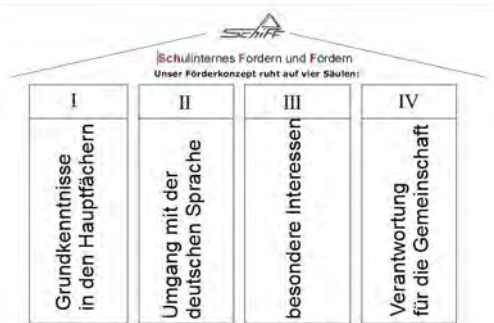 SchiFF
Schulinternes Fordern und Fördern
Unser Förderkonzept ruht auf vier Säulen:
I
II
III
IV
Grundkenntnisse
in den Hauptfächern
Umgang mit der
deutschen Sprache
besondere Interessen
Verantwortung
für die Gemeinschaft